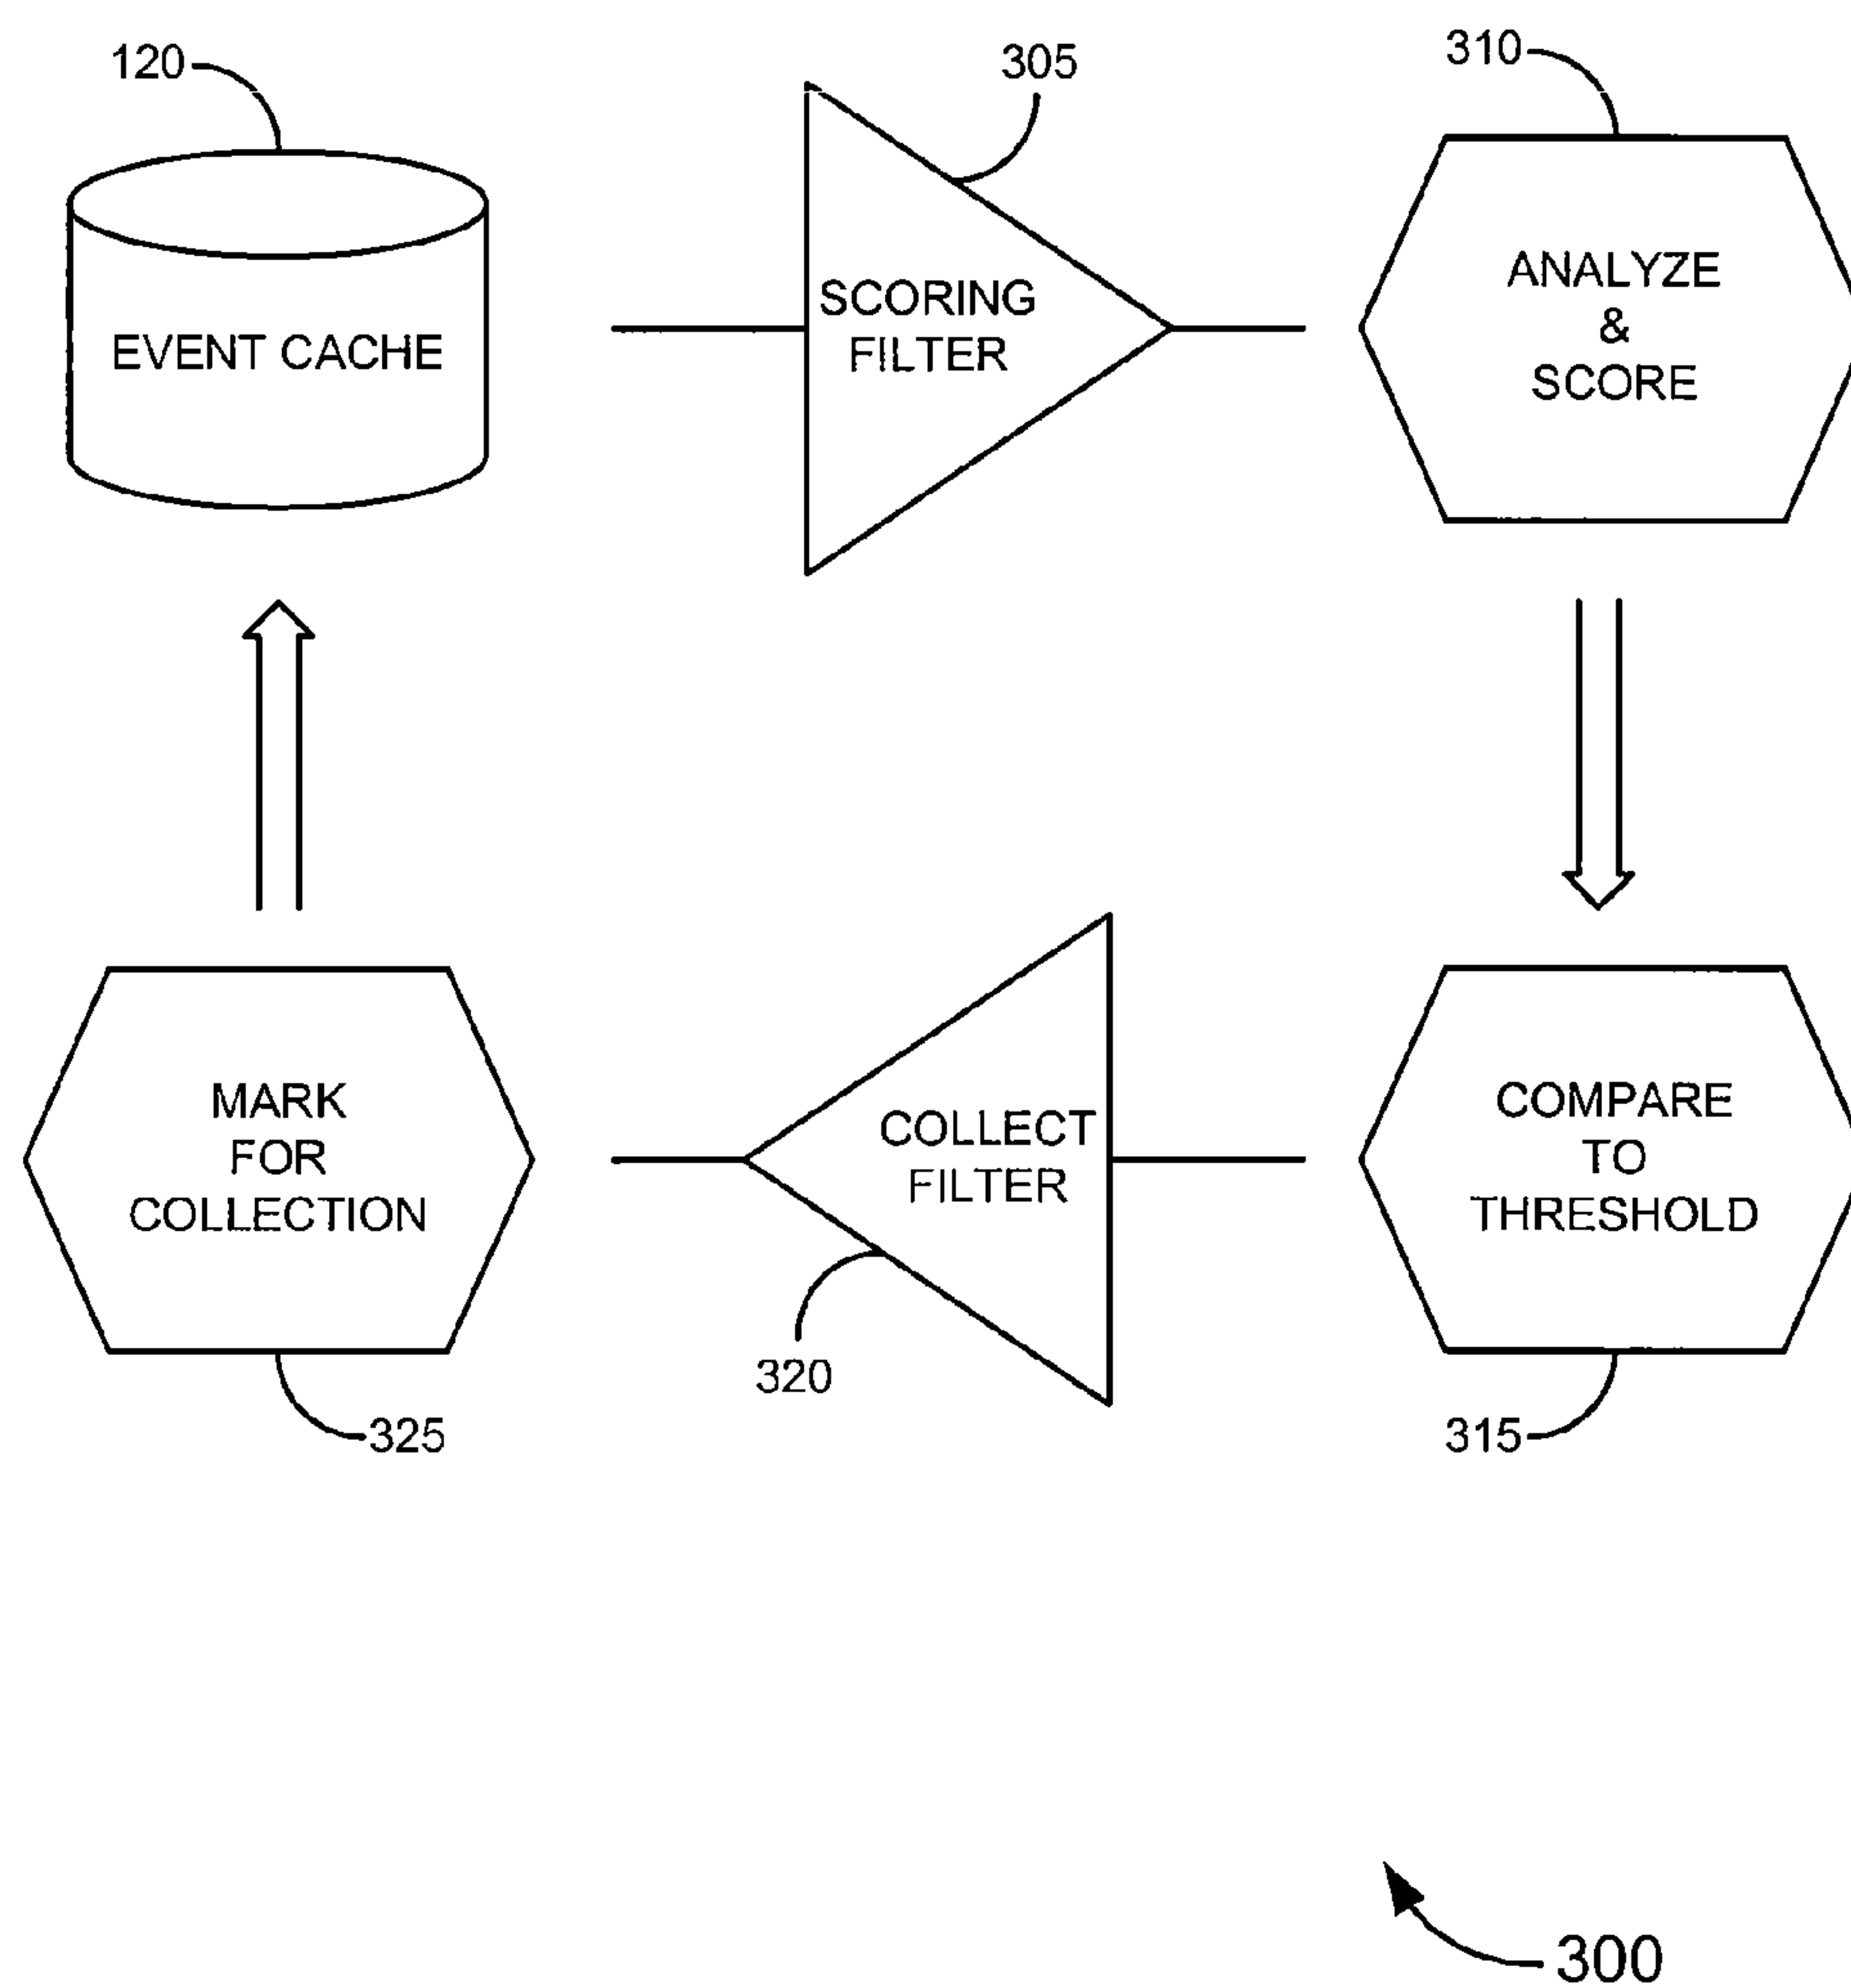 120
305
310
EVENT CACHE
SCORING
FILTER
ANALYZE
&
SCORE
MARK
FOR
COLLECTION
COLLECT
FILTER
COMPARE
TO
THRESHOLD
320
325
315
300